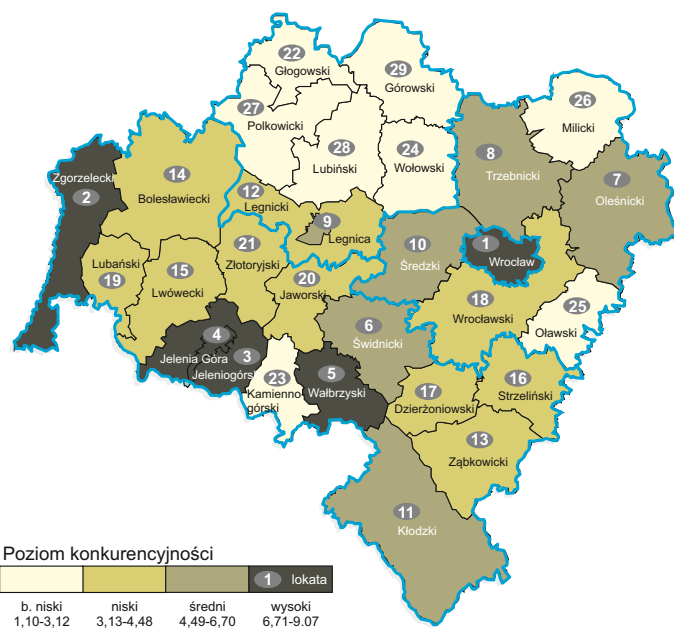 22
Głogowski
29
Górowski
27
Polkowicki
26
Milicki
28
Lubiński
24
Wołowski
8
Trzebnicki
7
Oleśnicki
Zgorzelecki
2
14
Bolesławiecki
12
Legnicki
9
Legnica
10
Średzki
1
Wrocław
21
Złotoryjski
Lubański
19
15
Lwówecki
20
Jaworski
18
Wrocławski
25
Oławski
6
Świdnicki
4
Jelenia Góra
3
Jeleniogórs
23
Kamienno-
górski
5
Wałbrzyski
17
Dzierżoniowski
16
Strzeliński
13
Ząbkowicki
11
Kłodzki
Poziom konkurencyjności
1 lokata
b. niski niski średni wysoki
1,10-3,12 3,13-4,48 4,49-6,70 6,71-9.07